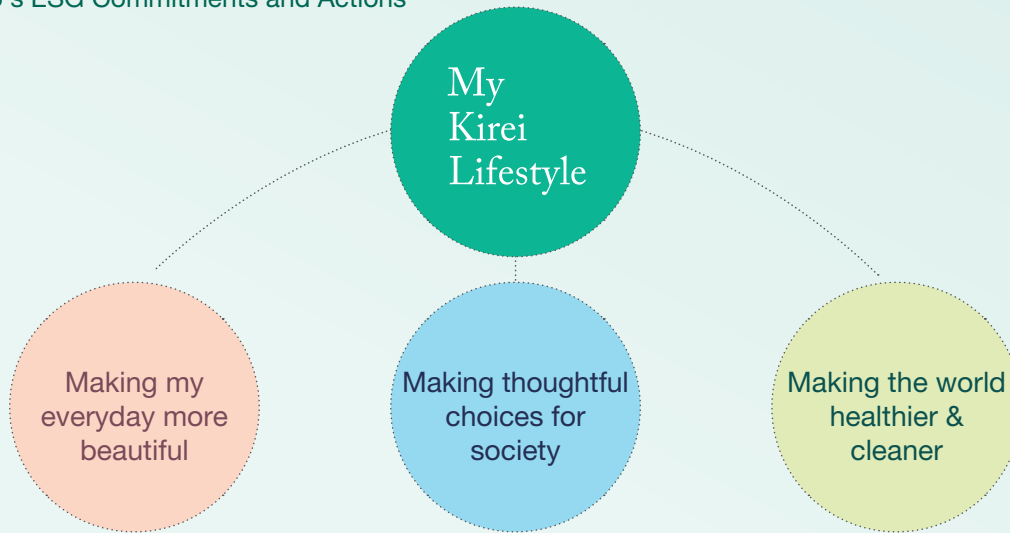 's ESG Commitments and Actions
My
Kirei
Lifestyle
Making my
everyday more
beautiful
Making thoughtful
choices for
society
Making the world
healthier &
cleaner